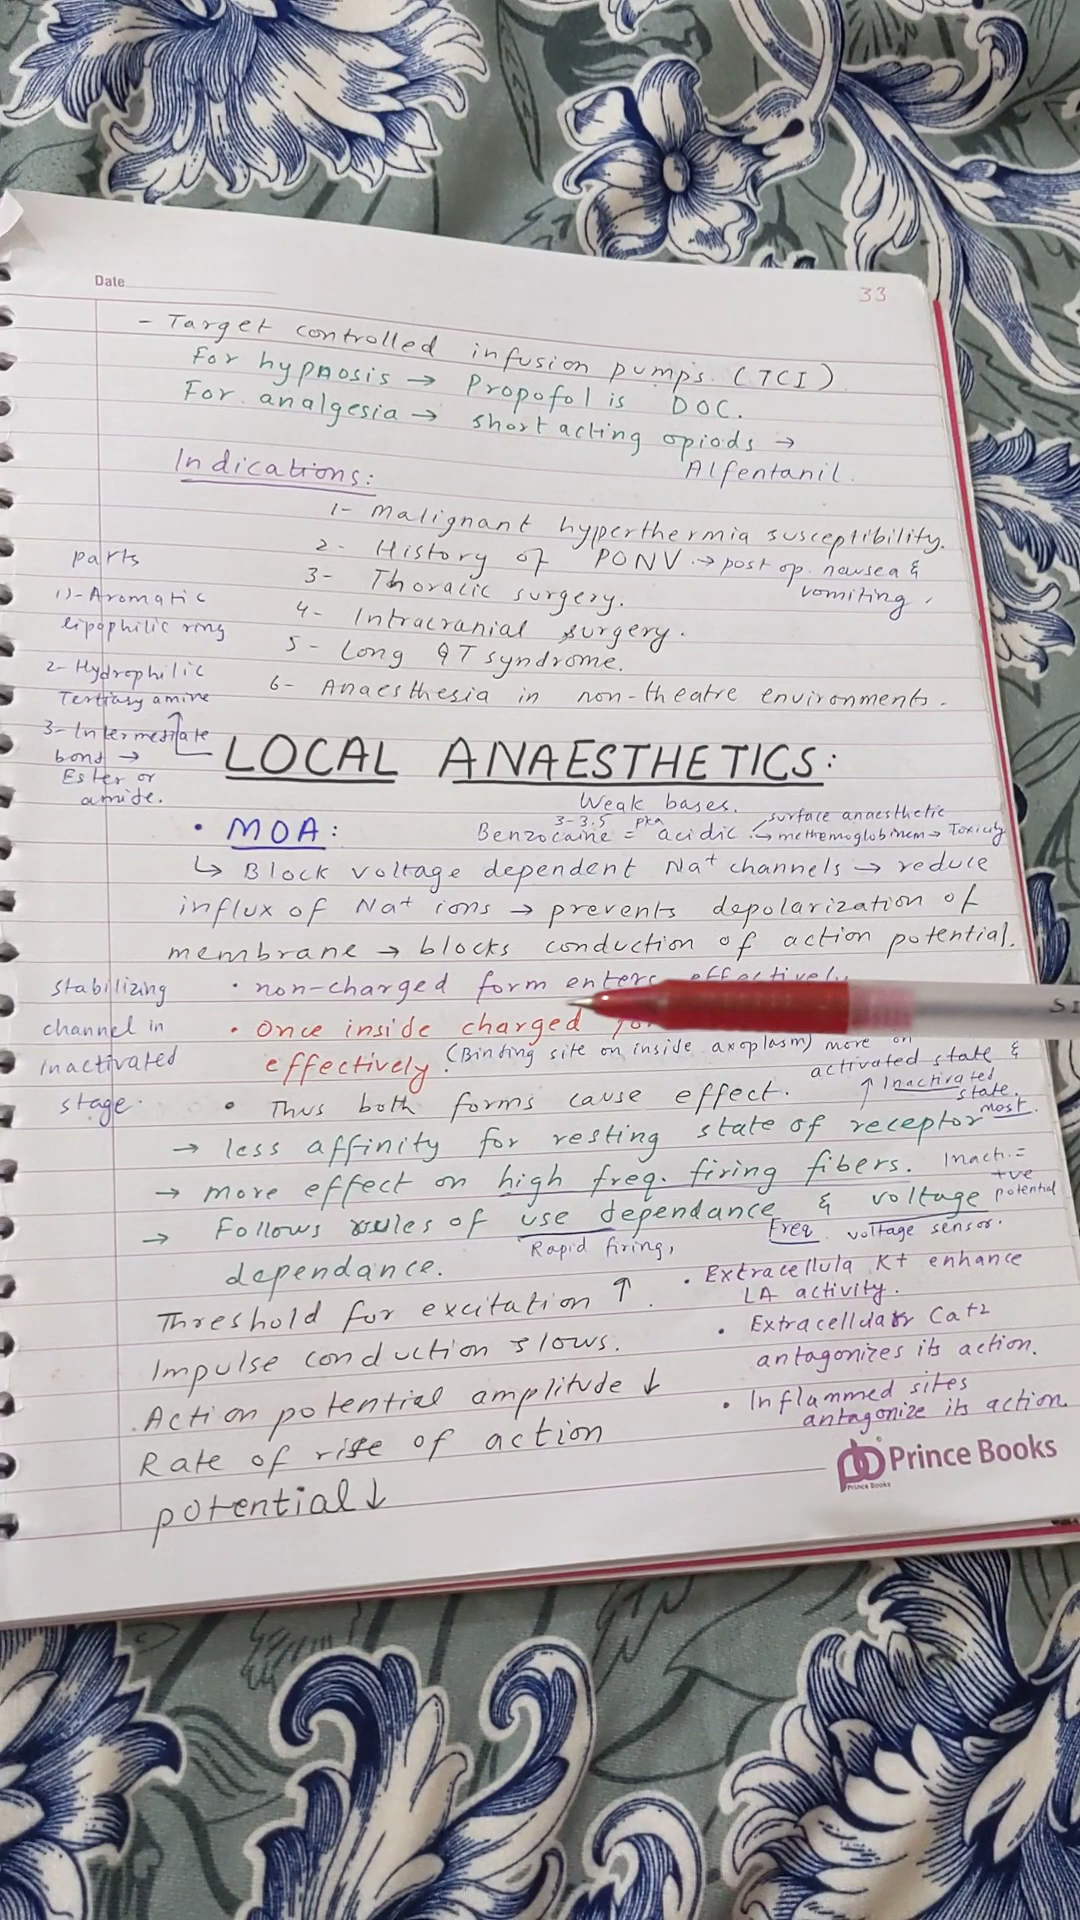 Date
33
- Target controlled infusion pumps. (TCI)
For hypnosis → Propofol is DOC.
For analgesia → short acting opiods →
Alfentanil.
Indications:
1- Malignant hyperthermia susceptibility.
2- History of PONV. → post op. nausea &
vomiting.
3- Thoracic surgery.
4- Intracranial surgery.
5- Long QT syndrome.
6- Anaesthesia in non-theatre environments.
parts
1)- Aromatic
lipophilic ring
2- Hydrophilic
Tertiary amine
3- Intermediate
bond →
Ester or
amide.
LOCAL ANAESTHETICS:
Weak bases.
• MOA:
3-3.5 pka
Benzocaine = acidic → surface anaesthetic
→ methemoglobinem → Toxicity
↳ Block voltage dependent Na+ channels → reduce
influx of Na+ ions → prevents depolarization of
membrane → blocks conduction of action potential.
stabilizing
channel in
Inactivated
stage.
• non-charged form enters effectively.
• Once inside charged
effectively. (Binding site on inside axoplasm) more on
activated state &
↑ Inactivated
state.
most.
• Thus both forms cause effect.
→ less affinity for resting state of receptor
→ more effect on high freq. firing fibers.
Inact. =
+ve
potential
→ Follows rules of use dependance & voltage
Rapid firing, Freq. voltage sensor.
dependance.
Threshold for excitation ↑.
Impulse conduction slows.
Action potential amplitude ↓
Rate of rise of action
potential ↓
• Extracellula K+ enhance
LA activity.
• Extracellular Ca+2
antagonizes its action.
• Inflammed sites
antagonize its action.
Prince Books
Prince Books